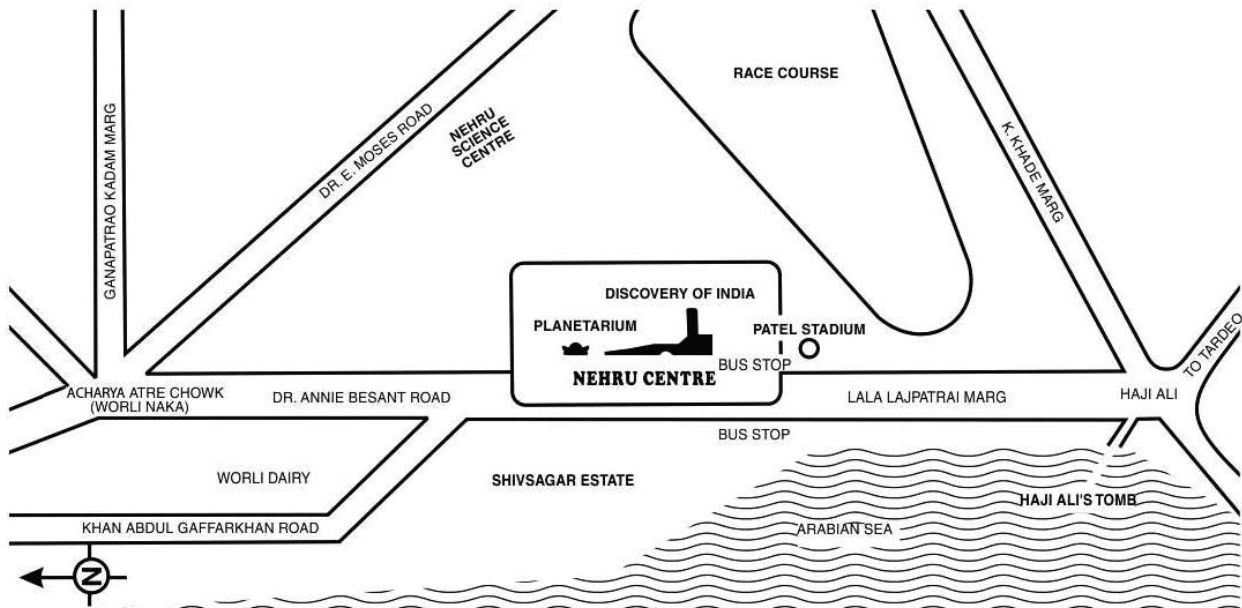 RACE COURSE
GANAPATRAO KADAM MARG
DR. E. MOSES ROAD
NEHRU
SCIENCE
CENTRE
K. KHADE MARG
DISCOVERY OF INDIA
PLANETARIUM
PATEL STADIUM
BUS STOP
NEHRU CENTRE
TO TARDEO
ACHARYA ATRE CHOWK
(WORLI NAKA)
DR. ANNIE BESANT ROAD
LALA LAJPATRAI MARG
HAJI ALI
BUS STOP
WORLI DAIRY
SHIVSAGAR ESTATE
HAJI ALI'S TOMB
KHAN ABDUL GAFFARKHAN ROAD
ARABIAN SEA
N